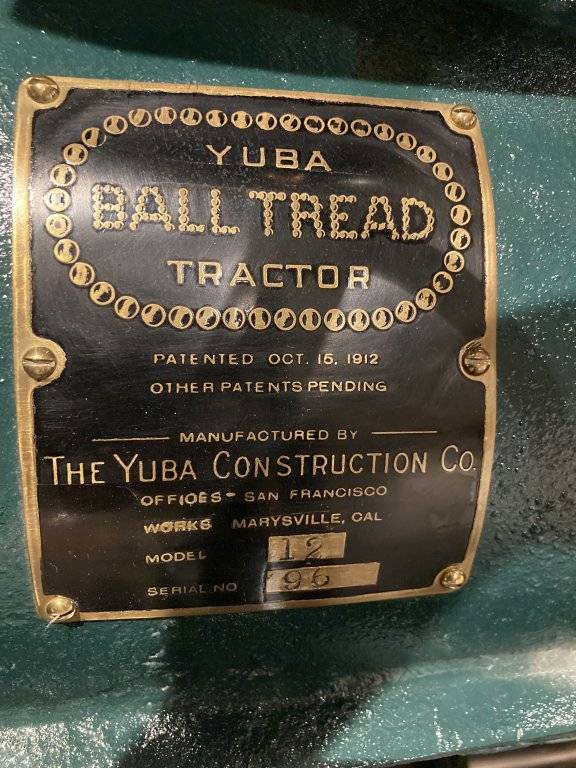 YUBA
BALL TREAD
TRACTOR
PATENTED OCT. 15, 1912
OTHER PATENTS PENDING
MANUFACTURED BY
THE YUBA CONSTRUCTION CO.
OFFICES - SAN FRANCISCO
WORKS MARYSVILLE, CAL
MODEL 12
SERIAL NO 96